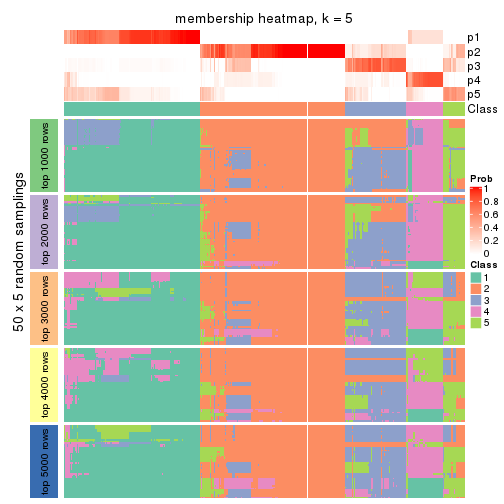 membership heatmap, k = 5
p1
p2
p3
p4
p5
Class
50 x 5 random samplings
top 1000 rows
top 2000 rows
top 3000 rows
top 4000 rows
top 5000 rows
Prob
1
0.8
0.6
0.4
0.2
0
Class
1
2
3
4
5